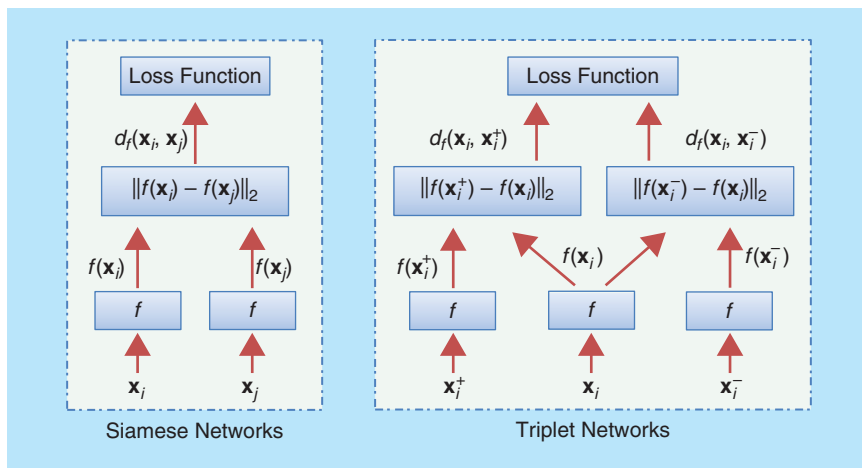 Loss Function
d_f(x_i, x_j)
||f(x_i) – f(x_j)||_2
f(x_i) f(x_j)
f f
x_i x_j
Siamese Networks
Loss Function
d_f(x_i, x_i^+) d_f(x_i, x_i^–)
||f(x_i^+) – f(x_i)||_2 ||f(x_i^–) – f(x_i)||_2
f(x_i^+) f(x_i) f(x_i^–)
f f f
x_i^+ x_i x_i^–
Triplet Networks